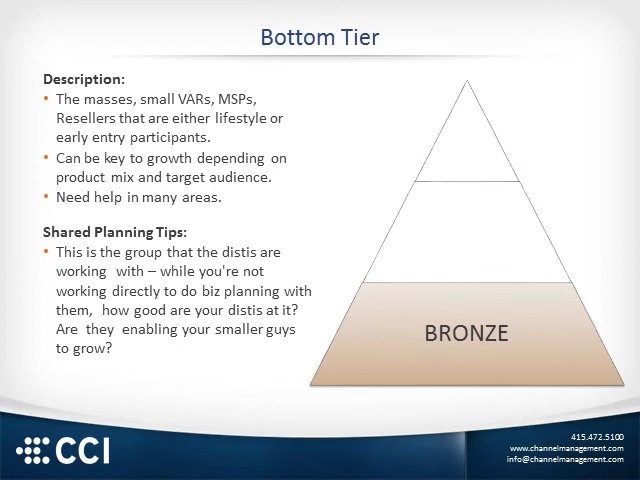 Bottom Tier
Description:
• The masses, small VARs, MSPs,
Resellers that are either lifestyle or
early entry participants.
• Can be key to growth depending on
product mix and target audience.
• Need help in many areas.
Shared Planning Tips:
• This is the group that the distis are
working with – while you're not
working directly to do biz planning with
them, how good are your distis at it?
Are they enabling your smaller guys
to grow?
BRONZE
CCI
415.472.5100
www.channelmanagement.com
info@channelmanagement.com